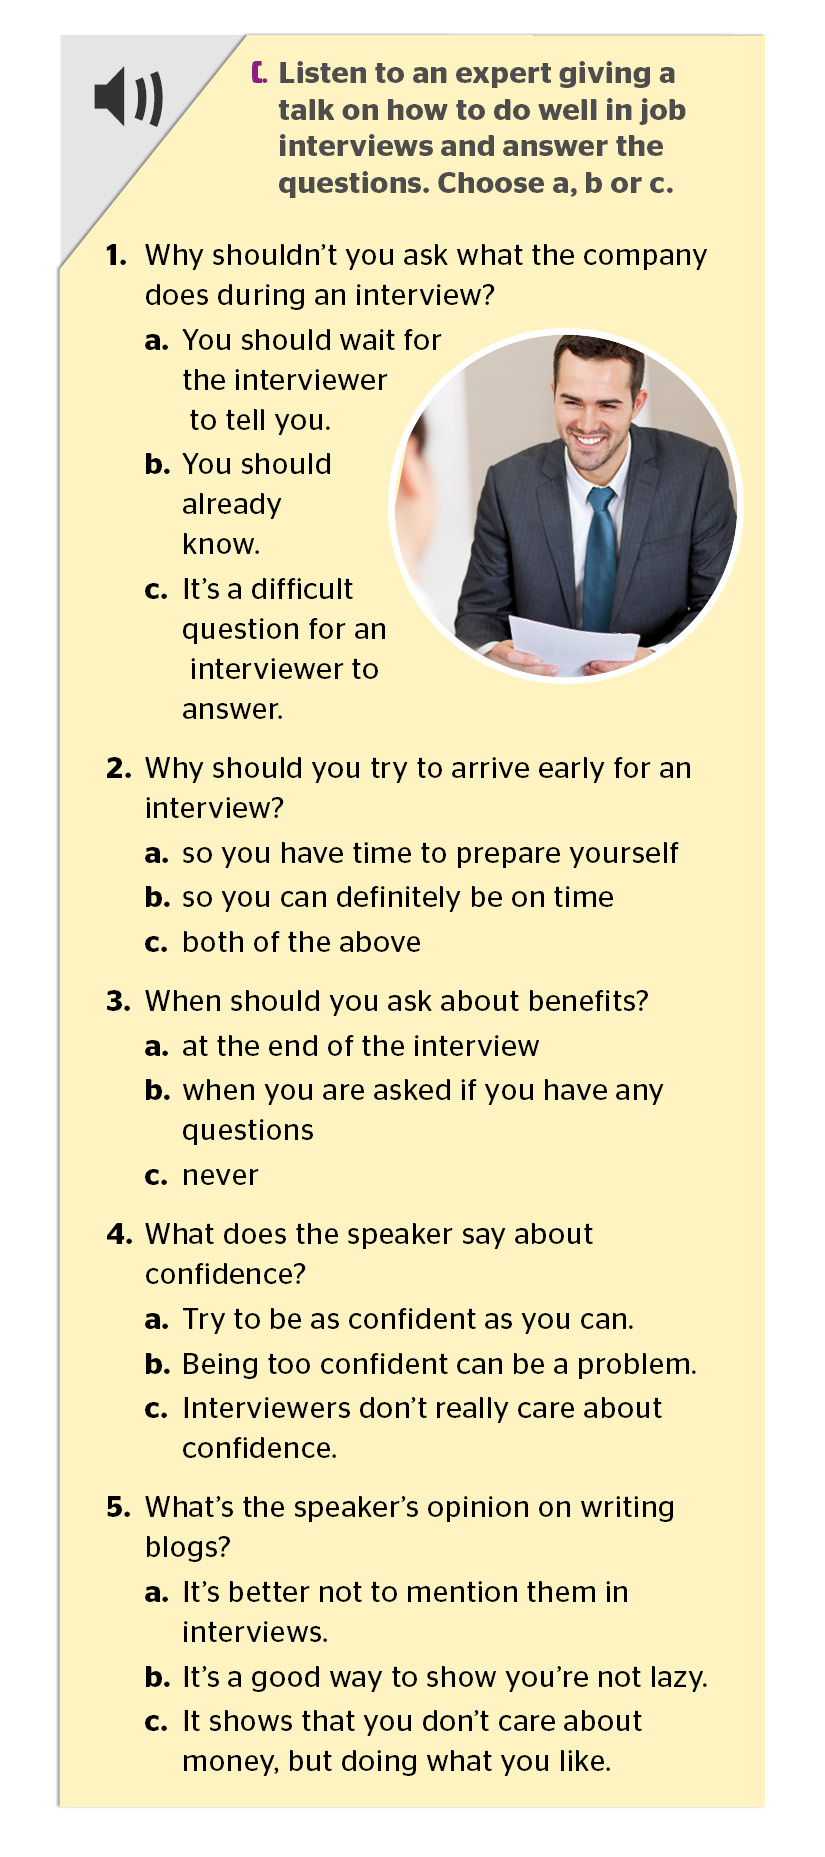 C. Listen to an expert giving a
talk on how to do well in job
interviews and answer the
questions. Choose a, b or c.
1. Why shouldn't you ask what the company
does during an interview?
a. You should wait for
the interviewer
to tell you.
b. You should
already
know.
c. It's a difficult
question for an
interviewer to
answer.
2. Why should you try to arrive early for an
interview?
a. so you have time to prepare yourself
b. so you can definitely be on time
c. both of the above
3. When should you ask about benefits?
a. at the end of the interview
b. when you are asked if you have any
questions
c. never
4. What does the speaker say about
confidence?
a. Try to be as confident as you can.
b. Being too confident can be a problem.
c. Interviewers don't really care about
confidence.
5. What's the speaker's opinion on writing
blogs?
a. It's better not to mention them in
interviews.
b. It's a good way to show you're not lazy.
c. It shows that you don't care about
money, but doing what you like.